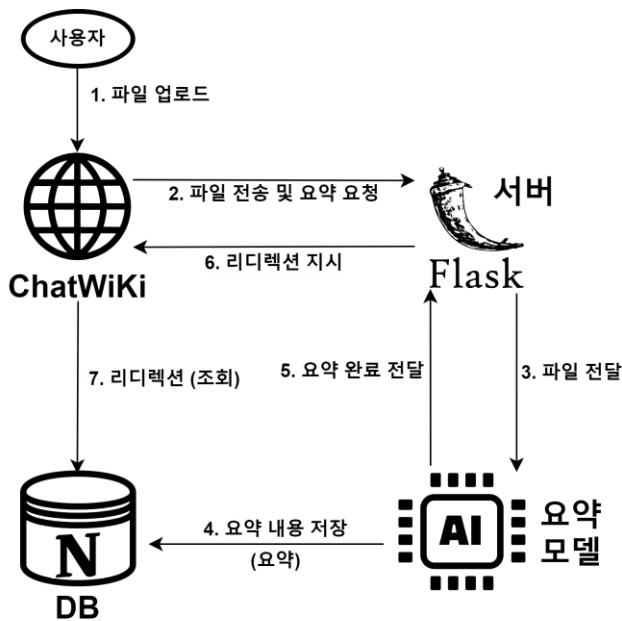 사용자
1. 파일 업로드
2. 파일 전송 및 요약 요청
서버
6. 리디렉션 지시
ChatWiKi
Flask
7. 리디렉션 (조회)
5. 요약 완료 전달
3. 파일 전달
4. 요약 내용 저장
(요약)
N
DB
AI
요약
모델